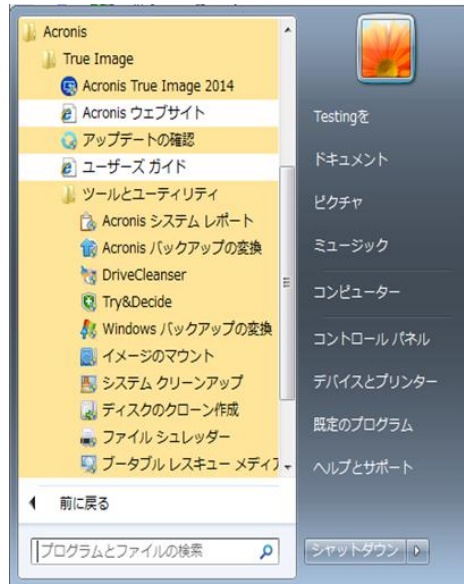 Acronis
True Image
Acronis True Image 2014
Acronis ウェブサイト
アップデートの確認
ユーザーズ ガイド
ツールとユーティリティ
Acronis システム レポート
Acronis バックアップの変換
DriveCleanser
Try&Decide
Windows バックアップの変換
イメージのマウント
システム クリーンアップ
ディスクのクローン作成
ファイル シュレッダー
ブータブル レスキュー メディア
前に戻る
プログラムとファイルの検索
Testingを
ドキュメント
ピクチャ
ミュージック
コンピューター
コントロール パネル
デバイスとプリンター
既定のプログラム
ヘルプとサポート
シャットダウン